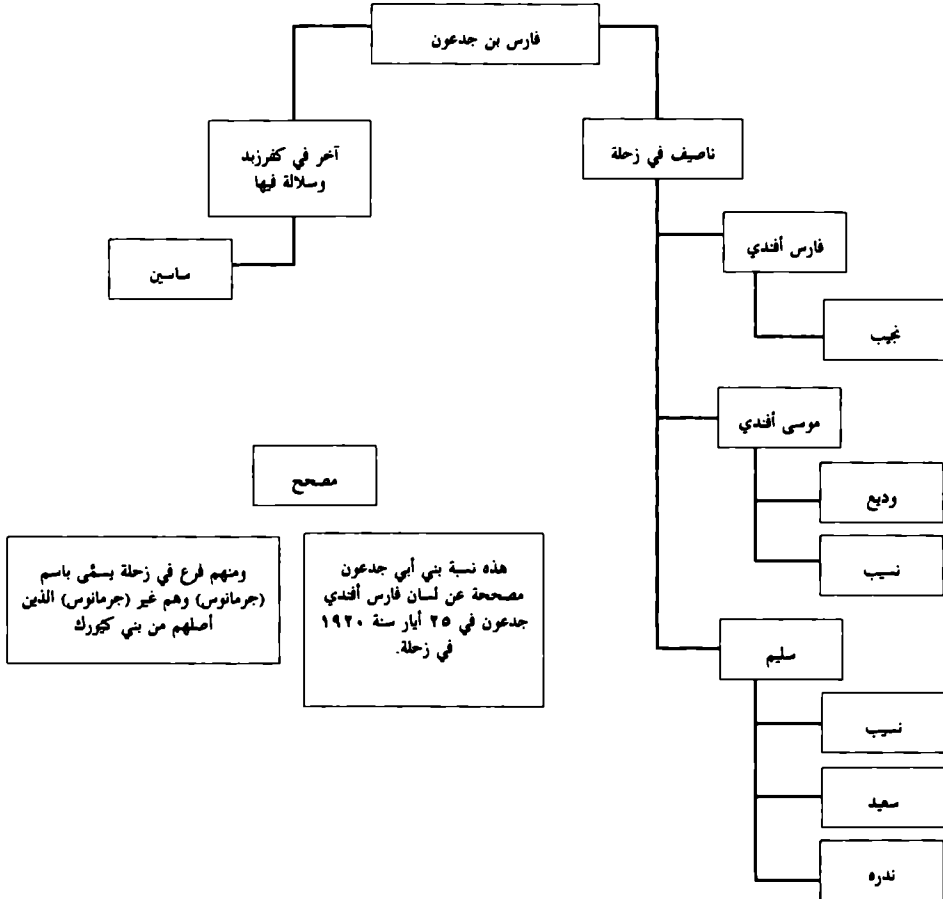 فارس بن جدعون
ناصيف في زحلة
آخر في كفرزبد
وسلالة فيها
ساسين
فارس أفندي
نجيب
موسى أفندي
وديع
نسيب
سليم
نسيب
سعيد
ندره
مصحح
هذه نسبة بني أبي جدعون
مصححة عن لسان فارس أفندي
جدعون في ٢٥ أيار سنة ١٩٢٠
في زحلة.
ومنهم فرع في زحلة يسمّى باسم
(جرمانوس) وهم غير (جرمانوس) الذين
أصلهم من بني كيورك